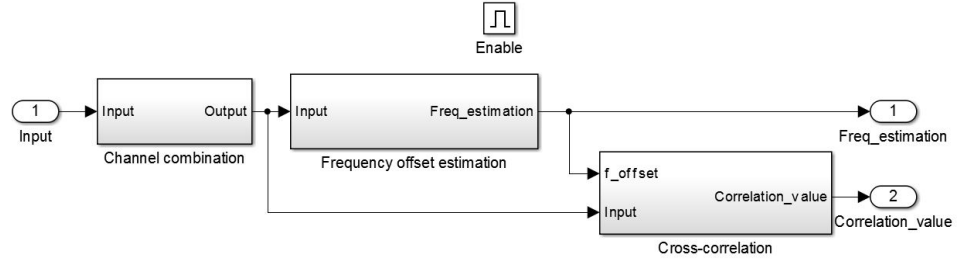 Enable
1
Input
Input
Output
Channel combination
Input
Freq_estimation
Frequency offset estimation
1
Freq_estimation
f_offset
Input
Correlation_value
Cross-correlation
2
Correlation_value